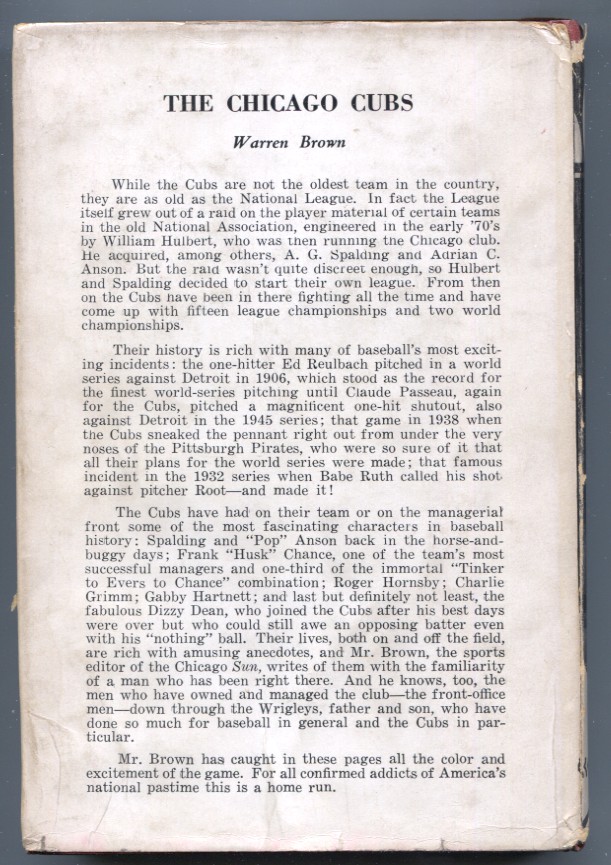 THE CHICAGO CUBS
Warren Brown
While the Cubs are not the oldest team in the country,
they are as old as the National League. In fact the League
itself grew out of a raid on the player material of certain teams
in the old National Association, engineered in the early '70's
by William Hulbert, who was then running the Chicago club.
He acquired, among others, A. G. Spalding and Adrian C.
Anson. But the raid wasn't quite discreet enough, so Hulbert
and Spalding decided to start their own league. From then
on the Cubs have been in there fighting all the time and have
come up with fifteen league championships and two world
championships.
Their history is rich with many of baseball's most excit-
ing incidents: the one-hitter Ed Reulbach pitched in a world
series against Detroit in 1906, which stood as the record for
the finest world-series pitching until Claude Passeau, again
for the Cubs, pitched a magnificent one-hit shutout, also
against Detroit in the 1945 series; that game in 1938 when
the Cubs sneaked the pennant right out from under the very
noses of the Pittsburgh Pirates, who were so sure of it that
all their plans for the world series were made; that famous
incident in the 1932 series when Babe Ruth called his shot
against pitcher Root—and made it!
The Cubs have had on their team or on the managerial
front some of the most fascinating characters in baseball
history: Spalding and "Pop" Anson back in the horse-and-
buggy days; Frank "Husk" Chance, one of the team's most
successful managers and one-third of the immortal "Tinker
to Evers to Chance" combination; Roger Hornsby; Charlie
Grimm; Gabby Hartnett; and last but definitely not least, the
fabulous Dizzy Dean, who joined the Cubs after his best days
were over but who could still awe an opposing batter even
with his "nothing" ball. Their lives, both on and off the field,
are rich with amusing anecdotes, and Mr. Brown, the sports
editor of the Chicago Sun, writes of them with the familiarity
of a man who has been right there. And he knows, too, the
men who have owned and managed the club—the front-office
men—down through the Wrigleys, father and son, who have
done so much for baseball in general and the Cubs in par-
ticular.
Mr. Brown has caught in these pages all the color and
excitement of the game. For all confirmed addicts of America's
national pastime this is a home run.